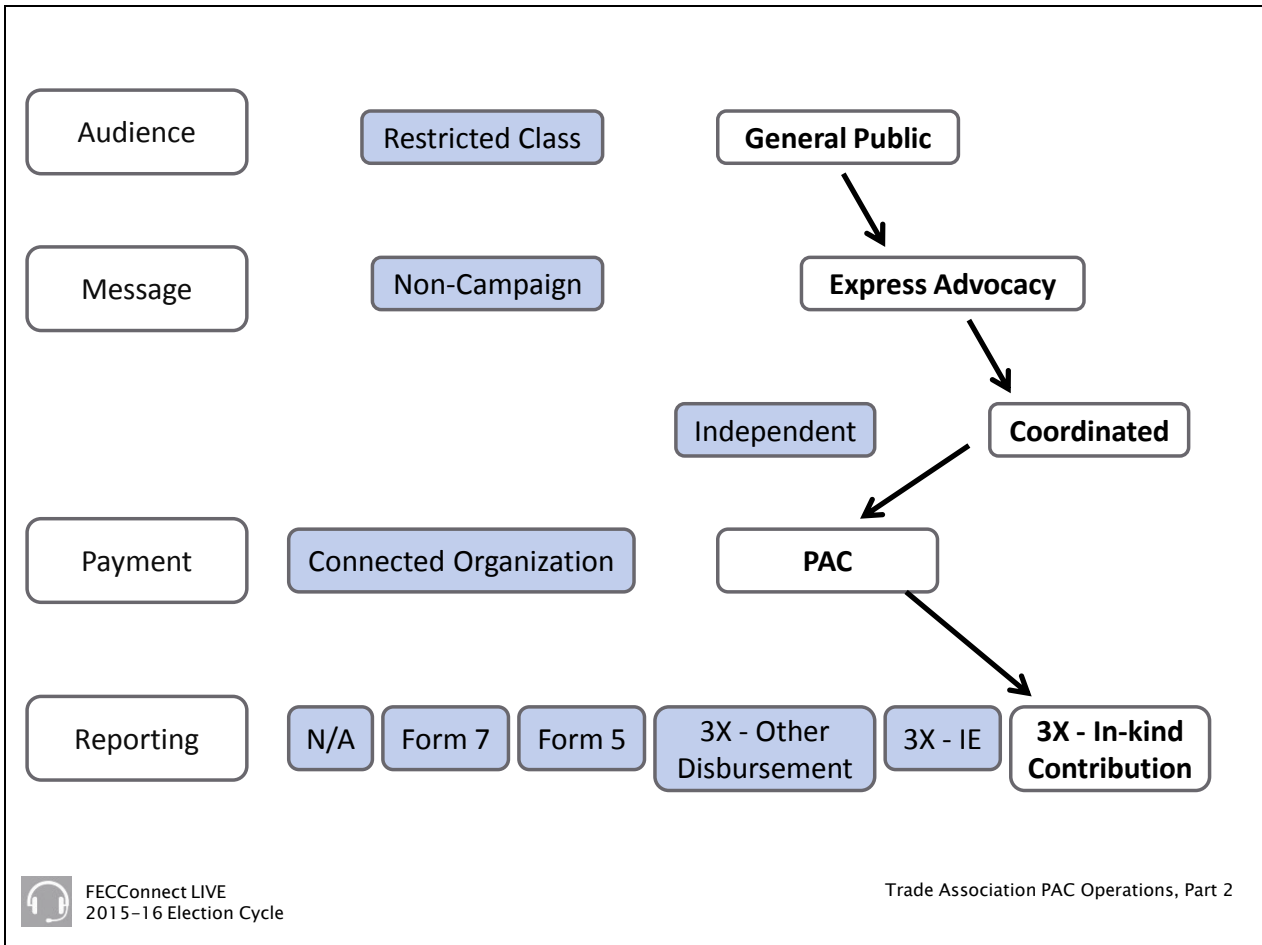 Audience
Restricted Class
General Public
Message
Non-Campaign
Express Advocacy
Independent
Coordinated
Payment
Connected Organization
PAC
Reporting
N/A
Form 7
Form 5
3X - Other
Disbursement
3X - IE
3X - In-kind
Contribution
FECConnect LIVE
2015-16 Election Cycle
Trade Association PAC Operations, Part 2